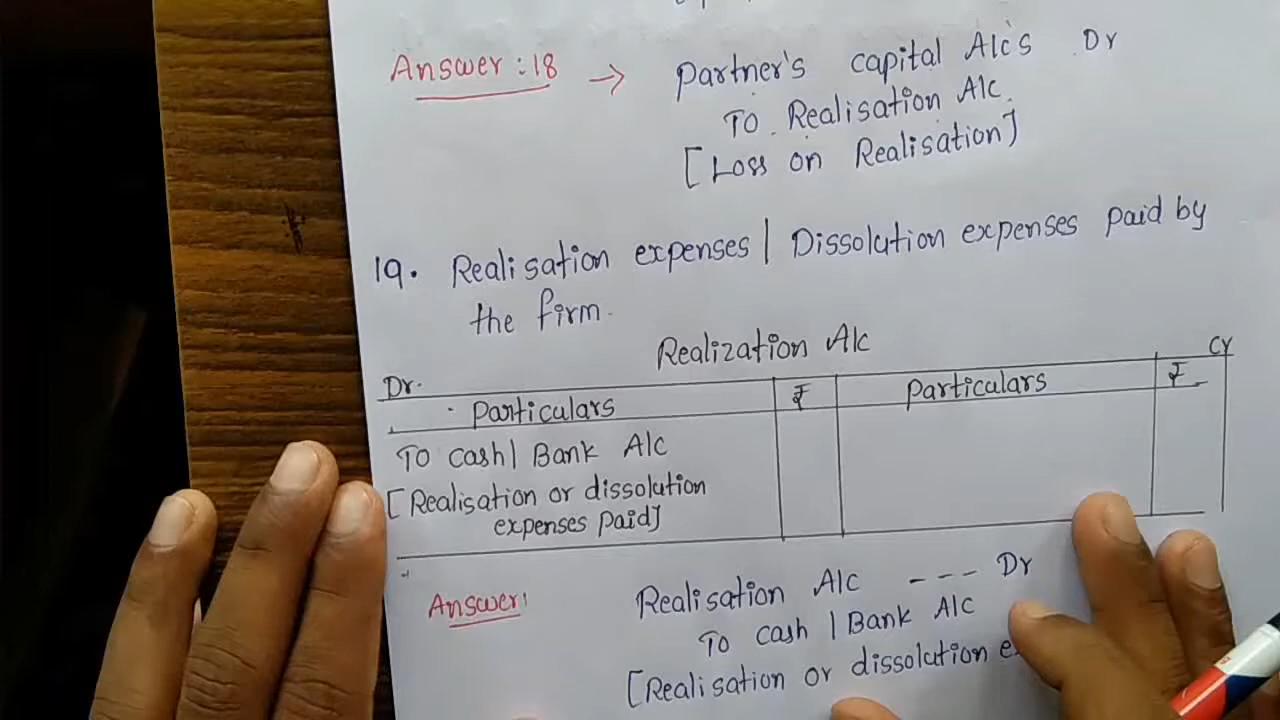 Answer:18 → Partner's capital A/c's Dr
To Realisation A/c.
[Loss on Realisation]
19. Realisation expenses | Dissolution expenses paid by
the firm.
Realization A/c
Dr. Cr
Particulars ₹ Particulars ₹
To cash | Bank A/c
[Realisation or dissolution
expenses paid]
Answer: Realisation A/c --- Dr
To cash | Bank A/c
[Realisation or dissolution